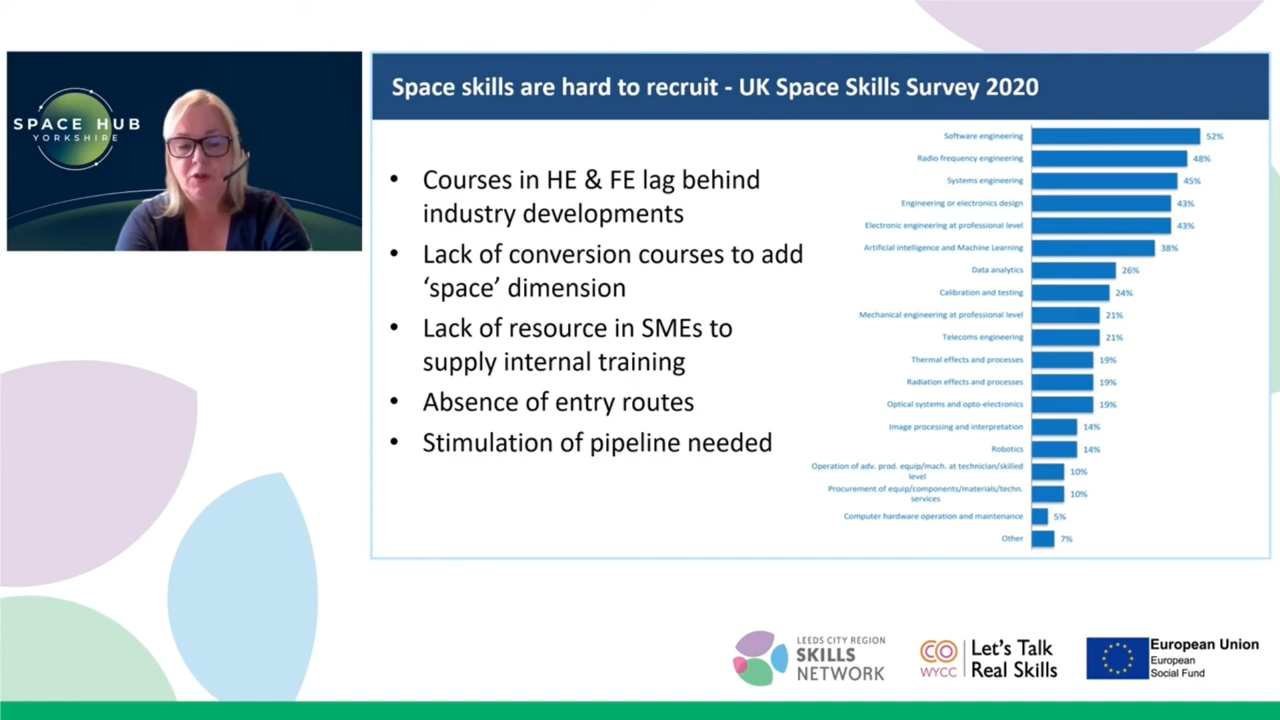 SPACE HUB
YORKSHIRE
Space skills are hard to recruit - UK Space Skills Survey 2020
• Courses in HE & FE lag behind
industry developments
• Lack of conversion courses to add
‘space’ dimension
• Lack of resource in SMEs to
supply internal training
• Absence of entry routes
• Stimulation of pipeline needed
Software engineering 52%
Radio frequency engineering 48%
Systems engineering 45%
Engineering or electronics design 43%
Electronic engineering at professional level 43%
Artificial intelligence and Machine Learning 38%
Data analytics 26%
Calibration and testing 24%
Mechanical engineering at professional level 21%
Telecoms engineering 21%
Thermal effects and processes 19%
Radiation effects and processes 19%
Optical systems and opto-electronics 19%
Image processing and interpretation 14%
Robotics 14%
Operation of adv. prod. equip/mach. at technician/skilled
level 10%
Procurement of equip/components/materials/techn.
services 10%
Computer hardware operation and maintenance 5%
Other 7%
LEEDS CITY REGION
SKILLS
NETWORK
CO
WYCC
Let's Talk
Real Skills
European Union
European
Social Fund